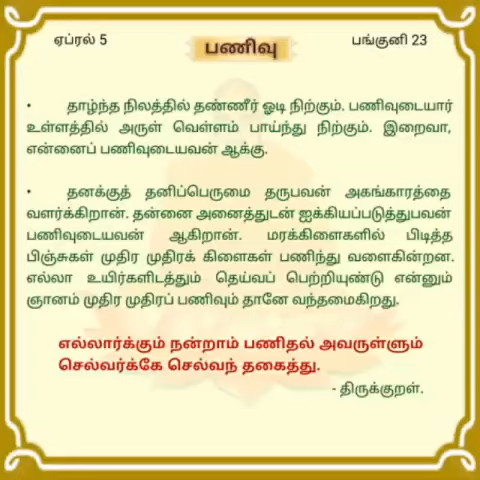 ஏப்ரல் 5
பணிவு
பங்குனி 23
• தாழ்ந்த நிலத்தில் தண்ணீர் ஓடி நிற்கும். பணிவுடையார்
உள்ளத்தில் அருள் வெள்ளம் பாய்ந்து நிற்கும். இறைவா,
என்னைப் பணிவுடையவன் ஆக்கு.
• தனக்குத் தனிப்பெருமை தருபவன் அகங்காரத்தை
வளர்க்கிறான். தன்னை அனைத்துடன் ஐக்கியப்படுத்துபவன்
பணிவுடையவன் ஆகிறான். மரக்கிளைகளில் பிடித்த
பிஞ்சுகள் முதிர முதிரக் கிளைகள் பணிந்து வளைகின்றன.
எல்லா உயிர்களிடத்தும் தெய்வப் பெற்றியுண்டு என்னும்
ஞானம் முதிர முதிரப் பணிவும் தானே வந்தமைகிறது.
எல்லார்க்கும் நன்றாம் பணிதல் அவருள்ளும்
செல்வர்க்கே செல்வந் தகைத்து.
- திருக்குறள்.